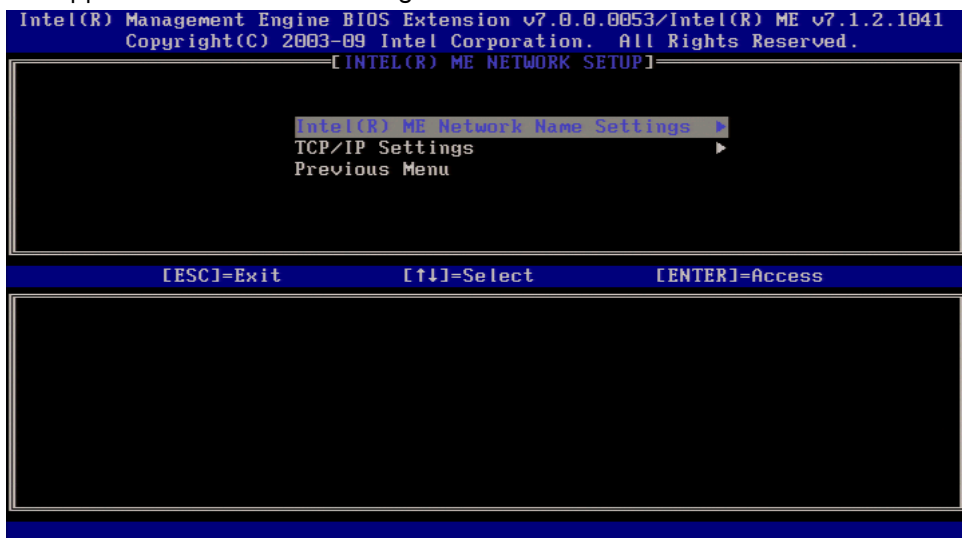 Intel(R) Management Engine BIOS Extension v7.0.0.0053/Intel(R) ME v7.1.2.1041
Copyright(C) 2003-09 Intel Corporation. All Rights Reserved.
[INTEL(R) ME NETWORK SETUP]
Intel(R) ME Network Name Settings ►
TCP/IP Settings ►
Previous Menu
[ESC]=Exit [↑↓]=Select [ENTER]=Access